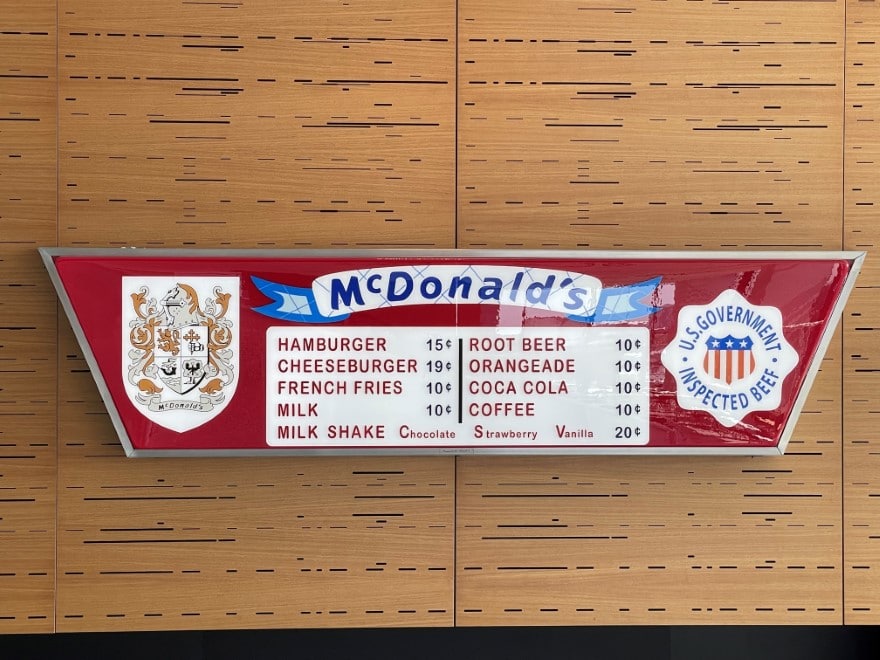 McDonald's
McDonald's
HAMBURGER 15¢
CHEESEBURGER 19¢
FRENCH FRIES 10¢
MILK 10¢
ROOT BEER 10¢
ORANGEADE 10¢
COCA COLA 10¢
COFFEE 10¢
MILK SHAKE Chocolate Strawberry Vanilla 20¢
U.S. GOVERNMENT
INSPECTED BEEF